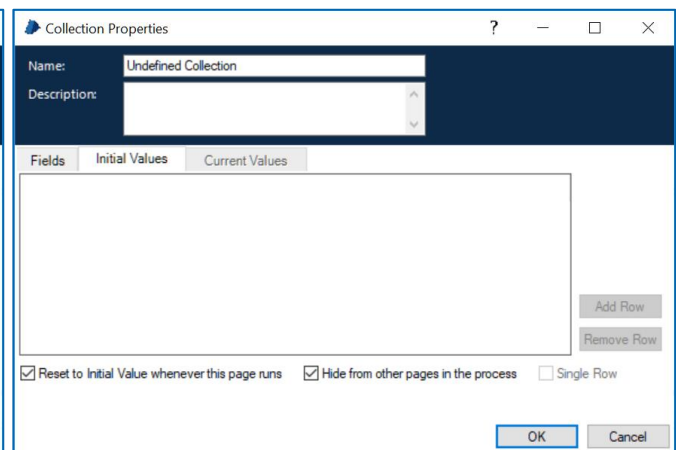 Collection Properties
Name: Undefined Collection
Description:
Fields Initial Values Current Values
Add Row
Remove Row
Reset to Initial Value whenever this page runs Hide from other pages in the process Single Row
OK Cancel